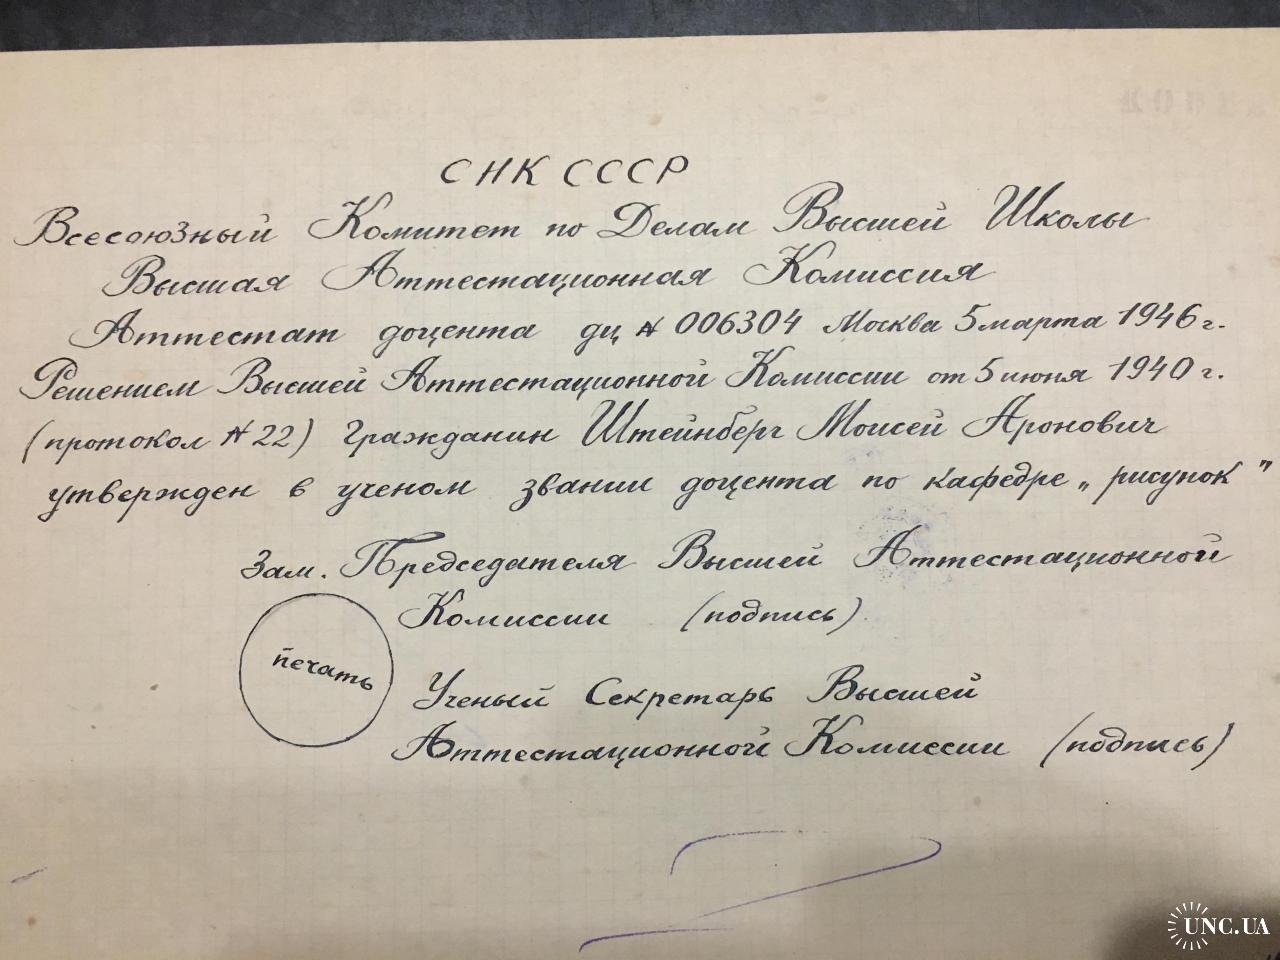 СНК СССР
Всесоюзный Комитет по Делам Высшей Школы
Высшая Аттестационная Комиссия
Аттестат доцента дц № 006304 Москва 5 марта 1946 г.
Решением Высшей Аттестационной Комиссии от 5 июня 1940 г.
(протокол № 22) гражданин Штейнберг Моисей Аронович
утвержден в ученом звании доцента по кафедре „рисунок"
Зам. Председателя Высшей Аттестационной
Комиссии (подпись)
печать
Ученый Секретарь Высшей
Аттестационной Комиссии (подпись)
UNC.UA